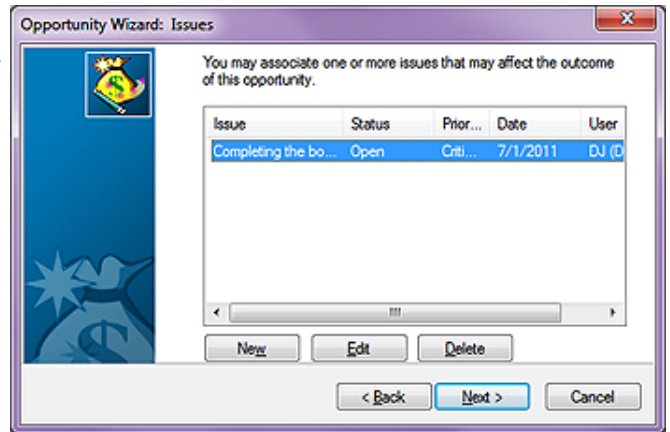 Opportunity Wizard: Issues
You may associate one or more issues that may affect the outcome
of this opportunity.
Issue Status Prior... Date User
Completing the bo... Open Criti... 7/1/2011 DJ (D
New Edit Delete
< Back Next > Cancel